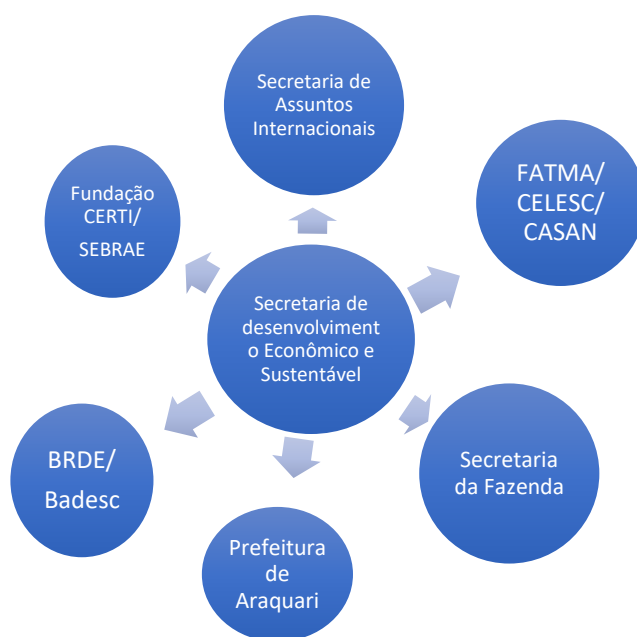 Secretaria de
Assuntos
Internacionais
FATMA/
CELESC/
CASAN
Fundação
CERTI/
SEBRAE
Secretaria de
desenvolviment
o Econômico e
Sustentável
BRDE/
Badesc
Secretaria
da Fazenda
Prefeitura
de
Araquari